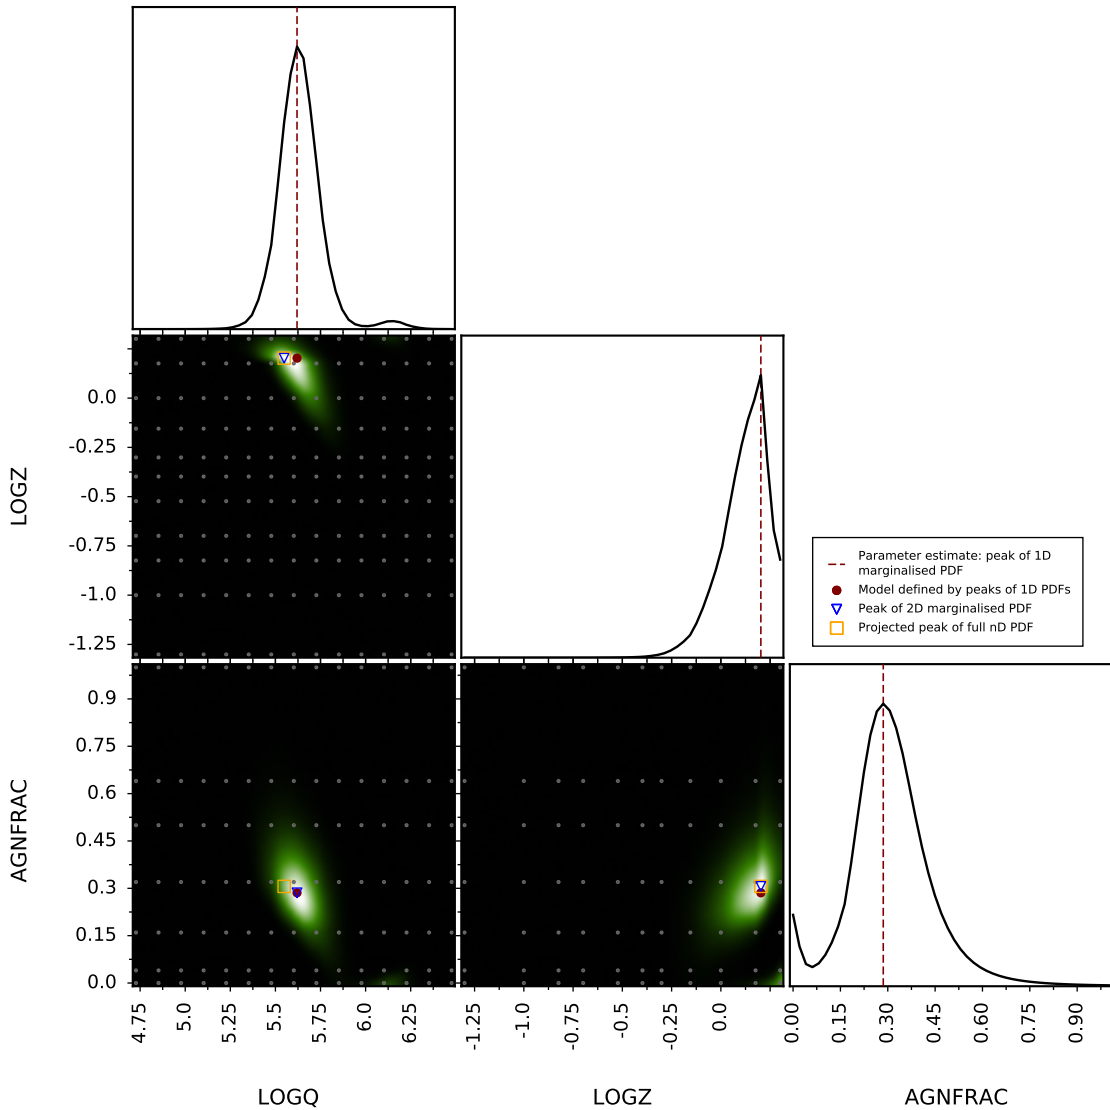 0.0
-0.25
-0.5
-0.75
-1.0
-1.25
LOGZ
Parameter estimate: peak of 1D
marginalised PDF
Model defined by peaks of 1D PDFs
Peak of 2D marginalised PDF
Projected peak of full nD PDF
0.9
0.75
0.6
0.45
0.3
0.15
0.0
AGNFRAC
4.75 5.0 5.25 5.5 5.75 6.0 6.25
-1.25 -1.0 -0.75 -0.5 -0.25 0.0
0.00 0.15 0.30 0.45 0.60 0.75 0.90
LOGQ LOGZ AGNFRAC